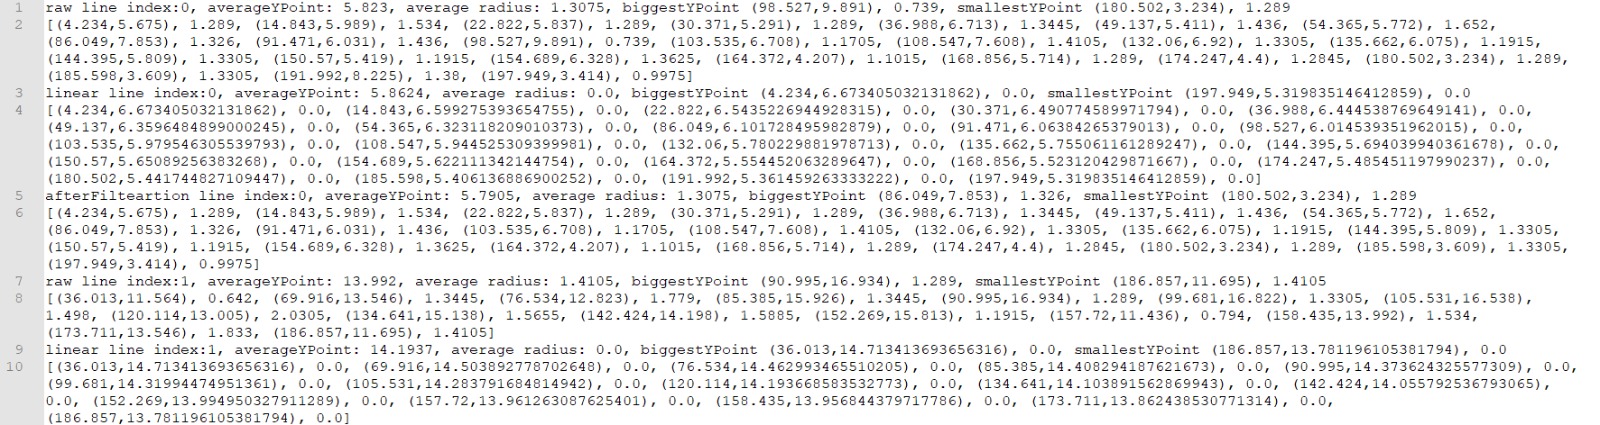 1 raw line index:0, averageYPoint: 5.823, average radius: 1.3075, biggestYPoint (98.527,9.891), 0.739, smallestYPoint (180.502,3.234), 1.289
2 [(4.234,5.675), 1.289, (14.843,5.989), 1.534, (22.822,5.837), 1.289, (30.371,5.291), 1.289, (36.988,6.713), 1.3445, (49.137,5.411), 1.436, (54.365,5.772), 1.652,
(86.049,7.853), 1.326, (91.471,6.031), 1.436, (98.527,9.891), 0.739, (103.535,6.708), 1.1705, (108.547,7.608), 1.4105, (132.06,6.92), 1.3305, (135.662,6.075), 1.1915,
(144.395,5.809), 1.3305, (150.57,5.419), 1.1915, (154.689,6.328), 1.3625, (164.372,4.207), 1.1015, (168.856,5.714), 1.289, (174.247,4.4), 1.2845, (180.502,3.234), 1.289,
(185.598,3.609), 1.3305, (191.992,8.225), 1.38, (197.949,3.414), 0.9975]
3 linear line index:0, averageYPoint: 5.8624, average radius: 0.0, biggestYPoint (4.234,6.673405032131862), 0.0, smallestYPoint (197.949,5.319835146412859), 0.0
4 [(4.234,6.673405032131862), 0.0, (14.843,6.599275393654755), 0.0, (22.822,6.5435226944928315), 0.0, (30.371,6.490774589971794), 0.0, (36.988,6.444538769649141), 0.0,
(49.137,6.3596484899000245), 0.0, (54.365,6.323118209010373), 0.0, (86.049,6.101728495982879), 0.0, (91.471,6.06384265379013), 0.0, (98.527,6.014539351962015), 0.0,
(103.535,5.979546305539793), 0.0, (108.547,5.944525309399981), 0.0, (132.06,5.780229881978713), 0.0, (135.662,5.755061161289247), 0.0, (144.395,5.694039940361678), 0.0,
(150.57,5.65089256383268), 0.0, (154.689,5.622111342144754), 0.0, (164.372,5.554452063289647), 0.0, (168.856,5.523120429871667), 0.0, (174.247,5.485451197990237), 0.0,
(180.502,5.441744827109447), 0.0, (185.598,5.406136886900252), 0.0, (191.992,5.361459263333222), 0.0, (197.949,5.319835146412859), 0.0]
5 afterFilteartion line index:0, averageYPoint: 5.7905, average radius: 1.3075, biggestYPoint (86.049,7.853), 1.326, smallestYPoint (180.502,3.234), 1.289
6 [(4.234,5.675), 1.289, (14.843,5.989), 1.534, (22.822,5.837), 1.289, (30.371,5.291), 1.289, (36.988,6.713), 1.3445, (49.137,5.411), 1.436, (54.365,5.772), 1.652,
(86.049,7.853), 1.326, (91.471,6.031), 1.436, (103.535,6.708), 1.1705, (108.547,7.608), 1.4105, (132.06,6.92), 1.3305, (135.662,6.075), 1.1915, (144.395,5.809), 1.3305,
(150.57,5.419), 1.1915, (154.689,6.328), 1.3625, (164.372,4.207), 1.1015, (168.856,5.714), 1.289, (174.247,4.4), 1.2845, (180.502,3.234), 1.289, (185.598,3.609), 1.3305,
(197.949,3.414), 0.9975]
7 raw line index:1, averageYPoint: 13.992, average radius: 1.4105, biggestYPoint (90.995,16.934), 1.289, smallestYPoint (186.857,11.695), 1.4105
8 [(36.013,11.564), 0.642, (69.916,13.546), 1.3445, (76.534,12.823), 1.779, (85.385,15.926), 1.3445, (90.995,16.934), 1.289, (99.681,16.822), 1.3305, (105.531,16.538),
1.498, (120.114,13.005), 2.0305, (134.641,15.138), 1.5655, (142.424,14.198), 1.5885, (152.269,15.813), 1.1915, (157.72,11.436), 0.794, (158.435,13.992), 1.534,
(173.711,13.546), 1.833, (186.857,11.695), 1.4105]
9 linear line index:1, averageYPoint: 14.1937, average radius: 0.0, biggestYPoint (36.013,14.713413693656316), 0.0, smallestYPoint (186.857,13.781196105381794), 0.0
10 [(36.013,14.713413693656316), 0.0, (69.916,14.503892778702648), 0.0, (76.534,14.462993465510205), 0.0, (85.385,14.408294187621673), 0.0, (90.995,14.373624325577309), 0.0,
(99.681,14.31994474951361), 0.0, (105.531,14.283791684814942), 0.0, (120.114,14.193668583532773), 0.0, (134.641,14.103891562869943), 0.0, (142.424,14.055792536793065),
0.0, (152.269,13.994950327911289), 0.0, (157.72,13.961263087625401), 0.0, (158.435,13.956844379717786), 0.0, (173.711,13.862438530771314), 0.0,
(186.857,13.781196105381794), 0.0]